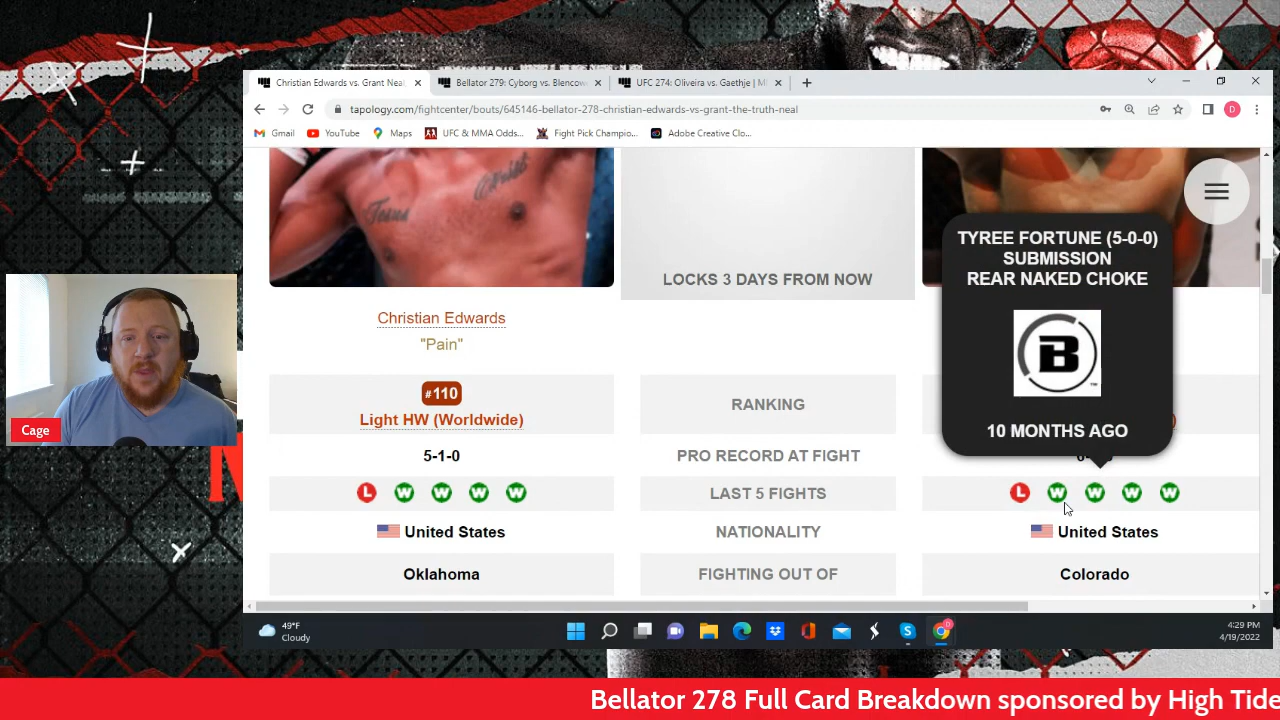 Christian Edwards vs. Grant Neal
Bellator 279: Cyborg vs. Blencow
UFC 274: Oliveira vs. Gaethje | M
tapology.com/fightcenter/bouts/645146-bellator-278-christian-edwards-vs-grant-the-truth-neal
D
Gmail
YouTube
Maps
UFC & MMA Odds...
Fight Pick Champio...
Adobe Creative Clo...
Jesus
Christ
LOCKS 3 DAYS FROM NOW
TYREE FORTUNE (5-0-0)
SUBMISSION
REAR NAKED CHOKE
B
10 MONTHS AGO
Christian Edwards
"Pain"
#110
Light HW (Worldwide)
RANKING
5-1-0
PRO RECORD AT FIGHT
L W W W W
LAST 5 FIGHTS
L W W W W
United States
NATIONALITY
United States
Oklahoma
FIGHTING OUT OF
Colorado
Cage
49°F
Cloudy
4:29 PM
4/19/2022
Bellator 278 Full Card Breakdown sponsored by High Tide